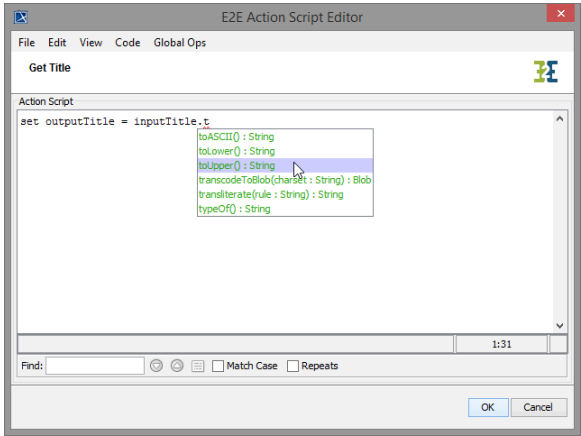 E2E Action Script Editor
File Edit View Code Global Ops
Get Title
Action Script
set outputTitle = inputTitle.t
toASCII() : String
toLower() : String
toUpper() : String
transcodeToBlob(charset : String) : Blob
transliterate(rule : String) : String
typeOf() : String
1:31
Find: Match Case Repeats
OK Cancel